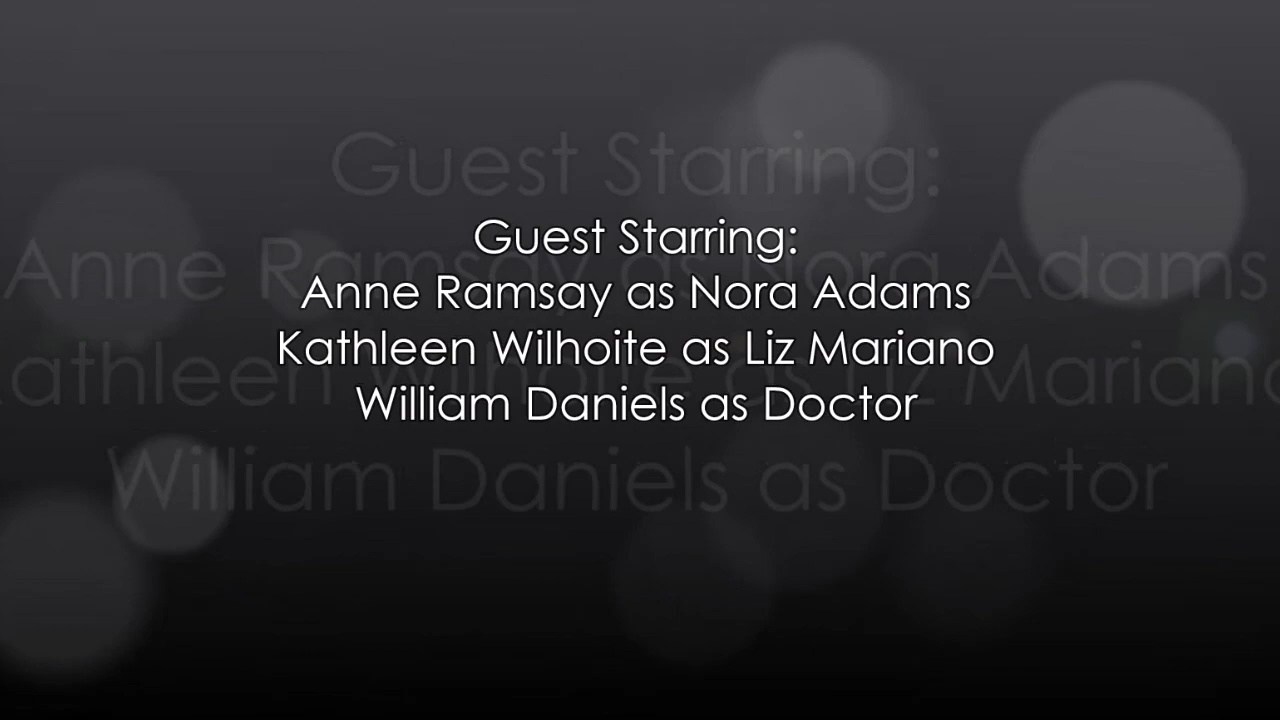 Guest Starring:
Anne Ramsay as Nora Adams
Kathleen Wilhoite as Liz Mariano
William Daniels as Doctor